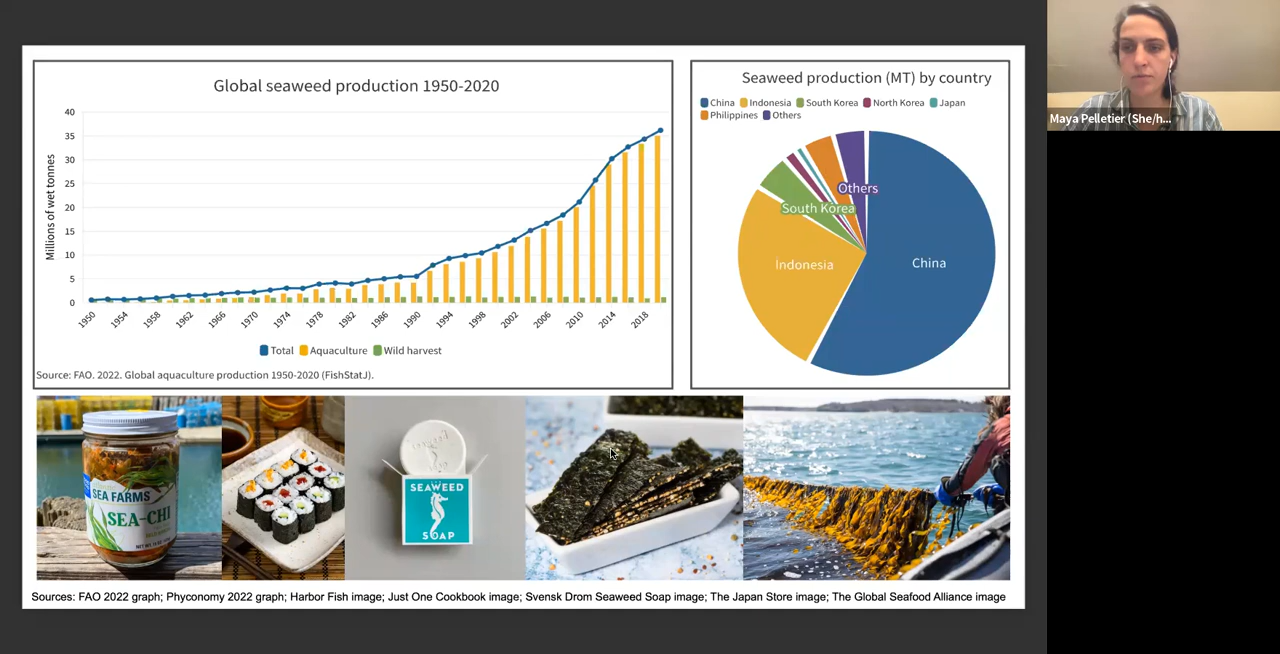 Global seaweed production 1950-2020
Millions of wet tonnes
40
35
30
25
20
15
10
5
0
1950
1954
1958
1962
1966
1970
1974
1978
1982
1986
1990
1994
1998
2002
2006
2010
2014
2018
Total Aquaculture Wild harvest
Source: FAO. 2022. Global aquaculture production 1950-2020 (FishStatJ).
Seaweed production (MT) by country
China Indonesia South Korea North Korea Japan
Philippines Others
Others
South Korea
Indonesia
China
SEA FARMS
SEA-CHI
SEAWEED
SOAP
Sources: FAO 2022 graph; Phyconomy 2022 graph; Harbor Fish image; Just One Cookbook image; Svensk Drom Seaweed Soap image; The Japan Store image; The Global Seafood Alliance image
Maya Pelletier (She/h...